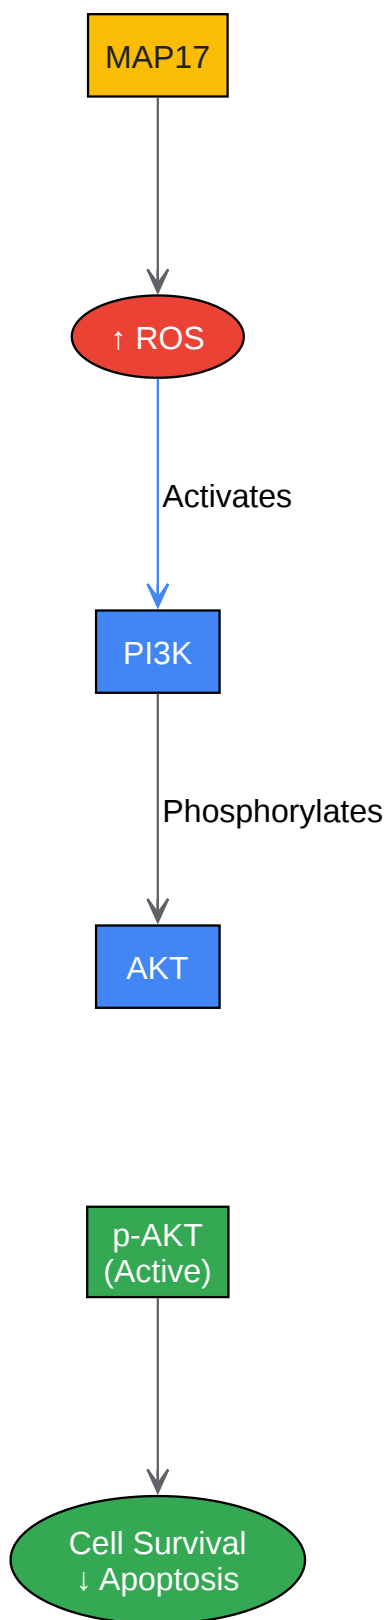 MAP17
↑ ROS
Activates
PI3K
Phosphorylates
AKT
p-AKT
(Active)
Cell Survival
↓ Apoptosis